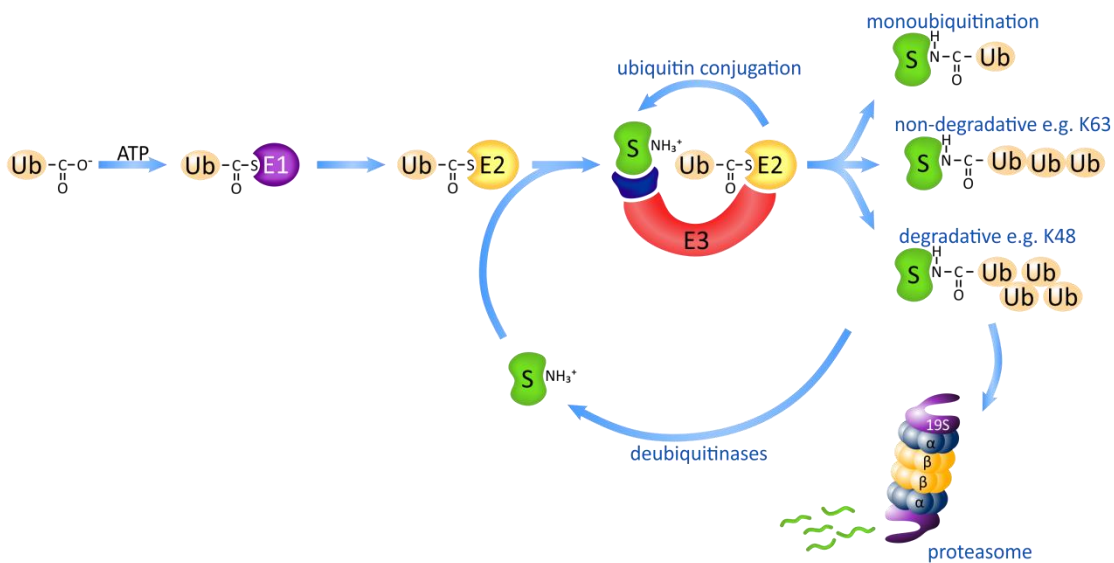 monoubiquitination
H
S N – C – Ub
O
ubiquitin conjugation
non-degradative e.g. K63
H
S N – C – Ub Ub Ub
O
Ub – C – O⁻
O
ATP
Ub – C – S E1
O
Ub – C – S E2
O
S NH₃⁺
Ub – C – S E2
O
E3
degradative e.g. K48
H
S N – C – Ub Ub
O
Ub Ub
S NH₃⁺
deubiquitinases
19S
α
β
β
α
proteasome